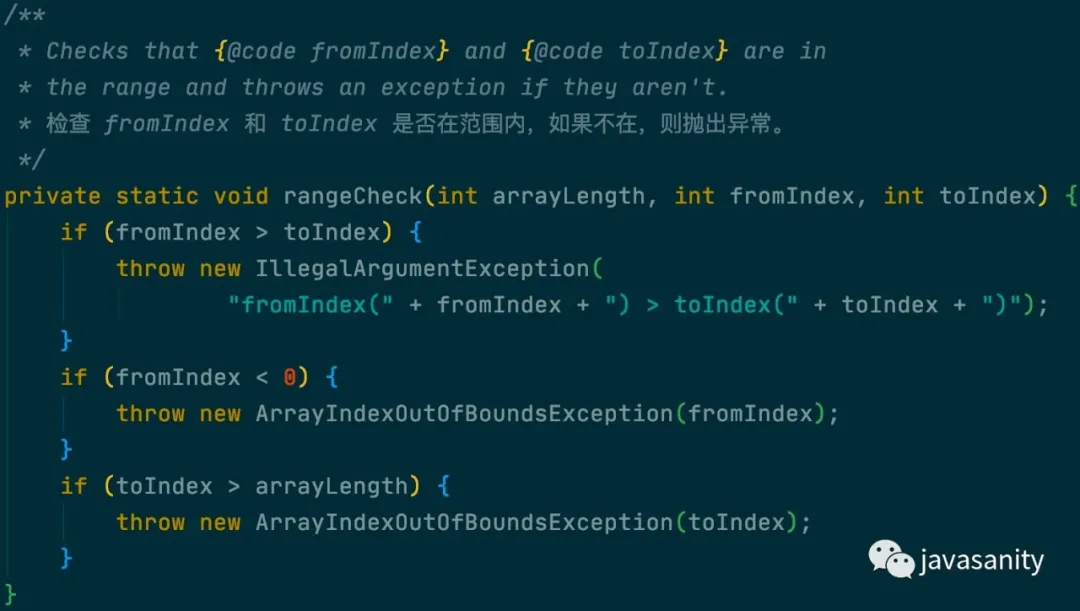 /**
 * Checks that {@code fromIndex} and {@code toIndex} are in
 * the range and throws an exception if they aren't.
 * 检查 fromIndex 和 toIndex 是否在范围内，如果不在，则抛出异常。
 */
private static void rangeCheck(int arrayLength, int fromIndex, int toIndex) {
    if (fromIndex > toIndex) {
        throw new IllegalArgumentException(
                "fromIndex(" + fromIndex + ") > toIndex(" + toIndex + ")");
    }
    if (fromIndex < 0) {
        throw new ArrayIndexOutOfBoundsException(fromIndex);
    }
    if (toIndex > arrayLength) {
        throw new ArrayIndexOutOfBoundsException(toIndex);
    }
}
javasanity